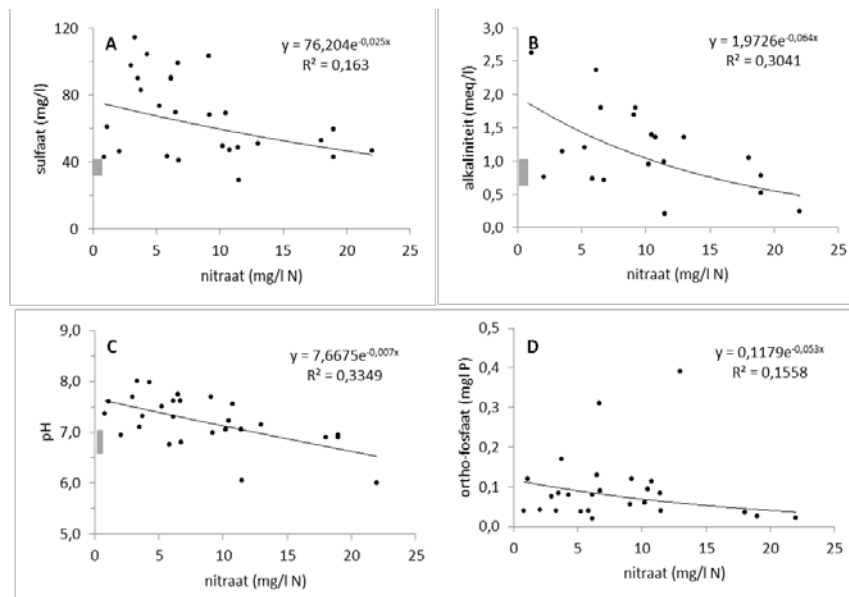 A
y = 76,204e^-0,025x
R² = 0,163
sulfaat (mg/l)
120
80
40
0
0 5 10 15 20 25
nitraat (mg/l N)
B
y = 1,9726e^-0,064x
R² = 0,3041
alkaliniteit (meq/l)
3,0
2,5
2,0
1,5
1,0
0,5
0,0
0 5 10 15 20 25
nitraat (mg/l N)
C
y = 7,6675e^-0,007x
R² = 0,3349
pH
9,0
8,0
7,0
6,0
5,0
0 5 10 15 20 25
nitraat (mg/l N)
D
y = 0,1179e^-0,053x
R² = 0,1558
ortho-fosfaat (mgl P)
0,5
0,4
0,3
0,2
0,1
0,0
0 5 10 15 20 25
nitraat (mg/l N)